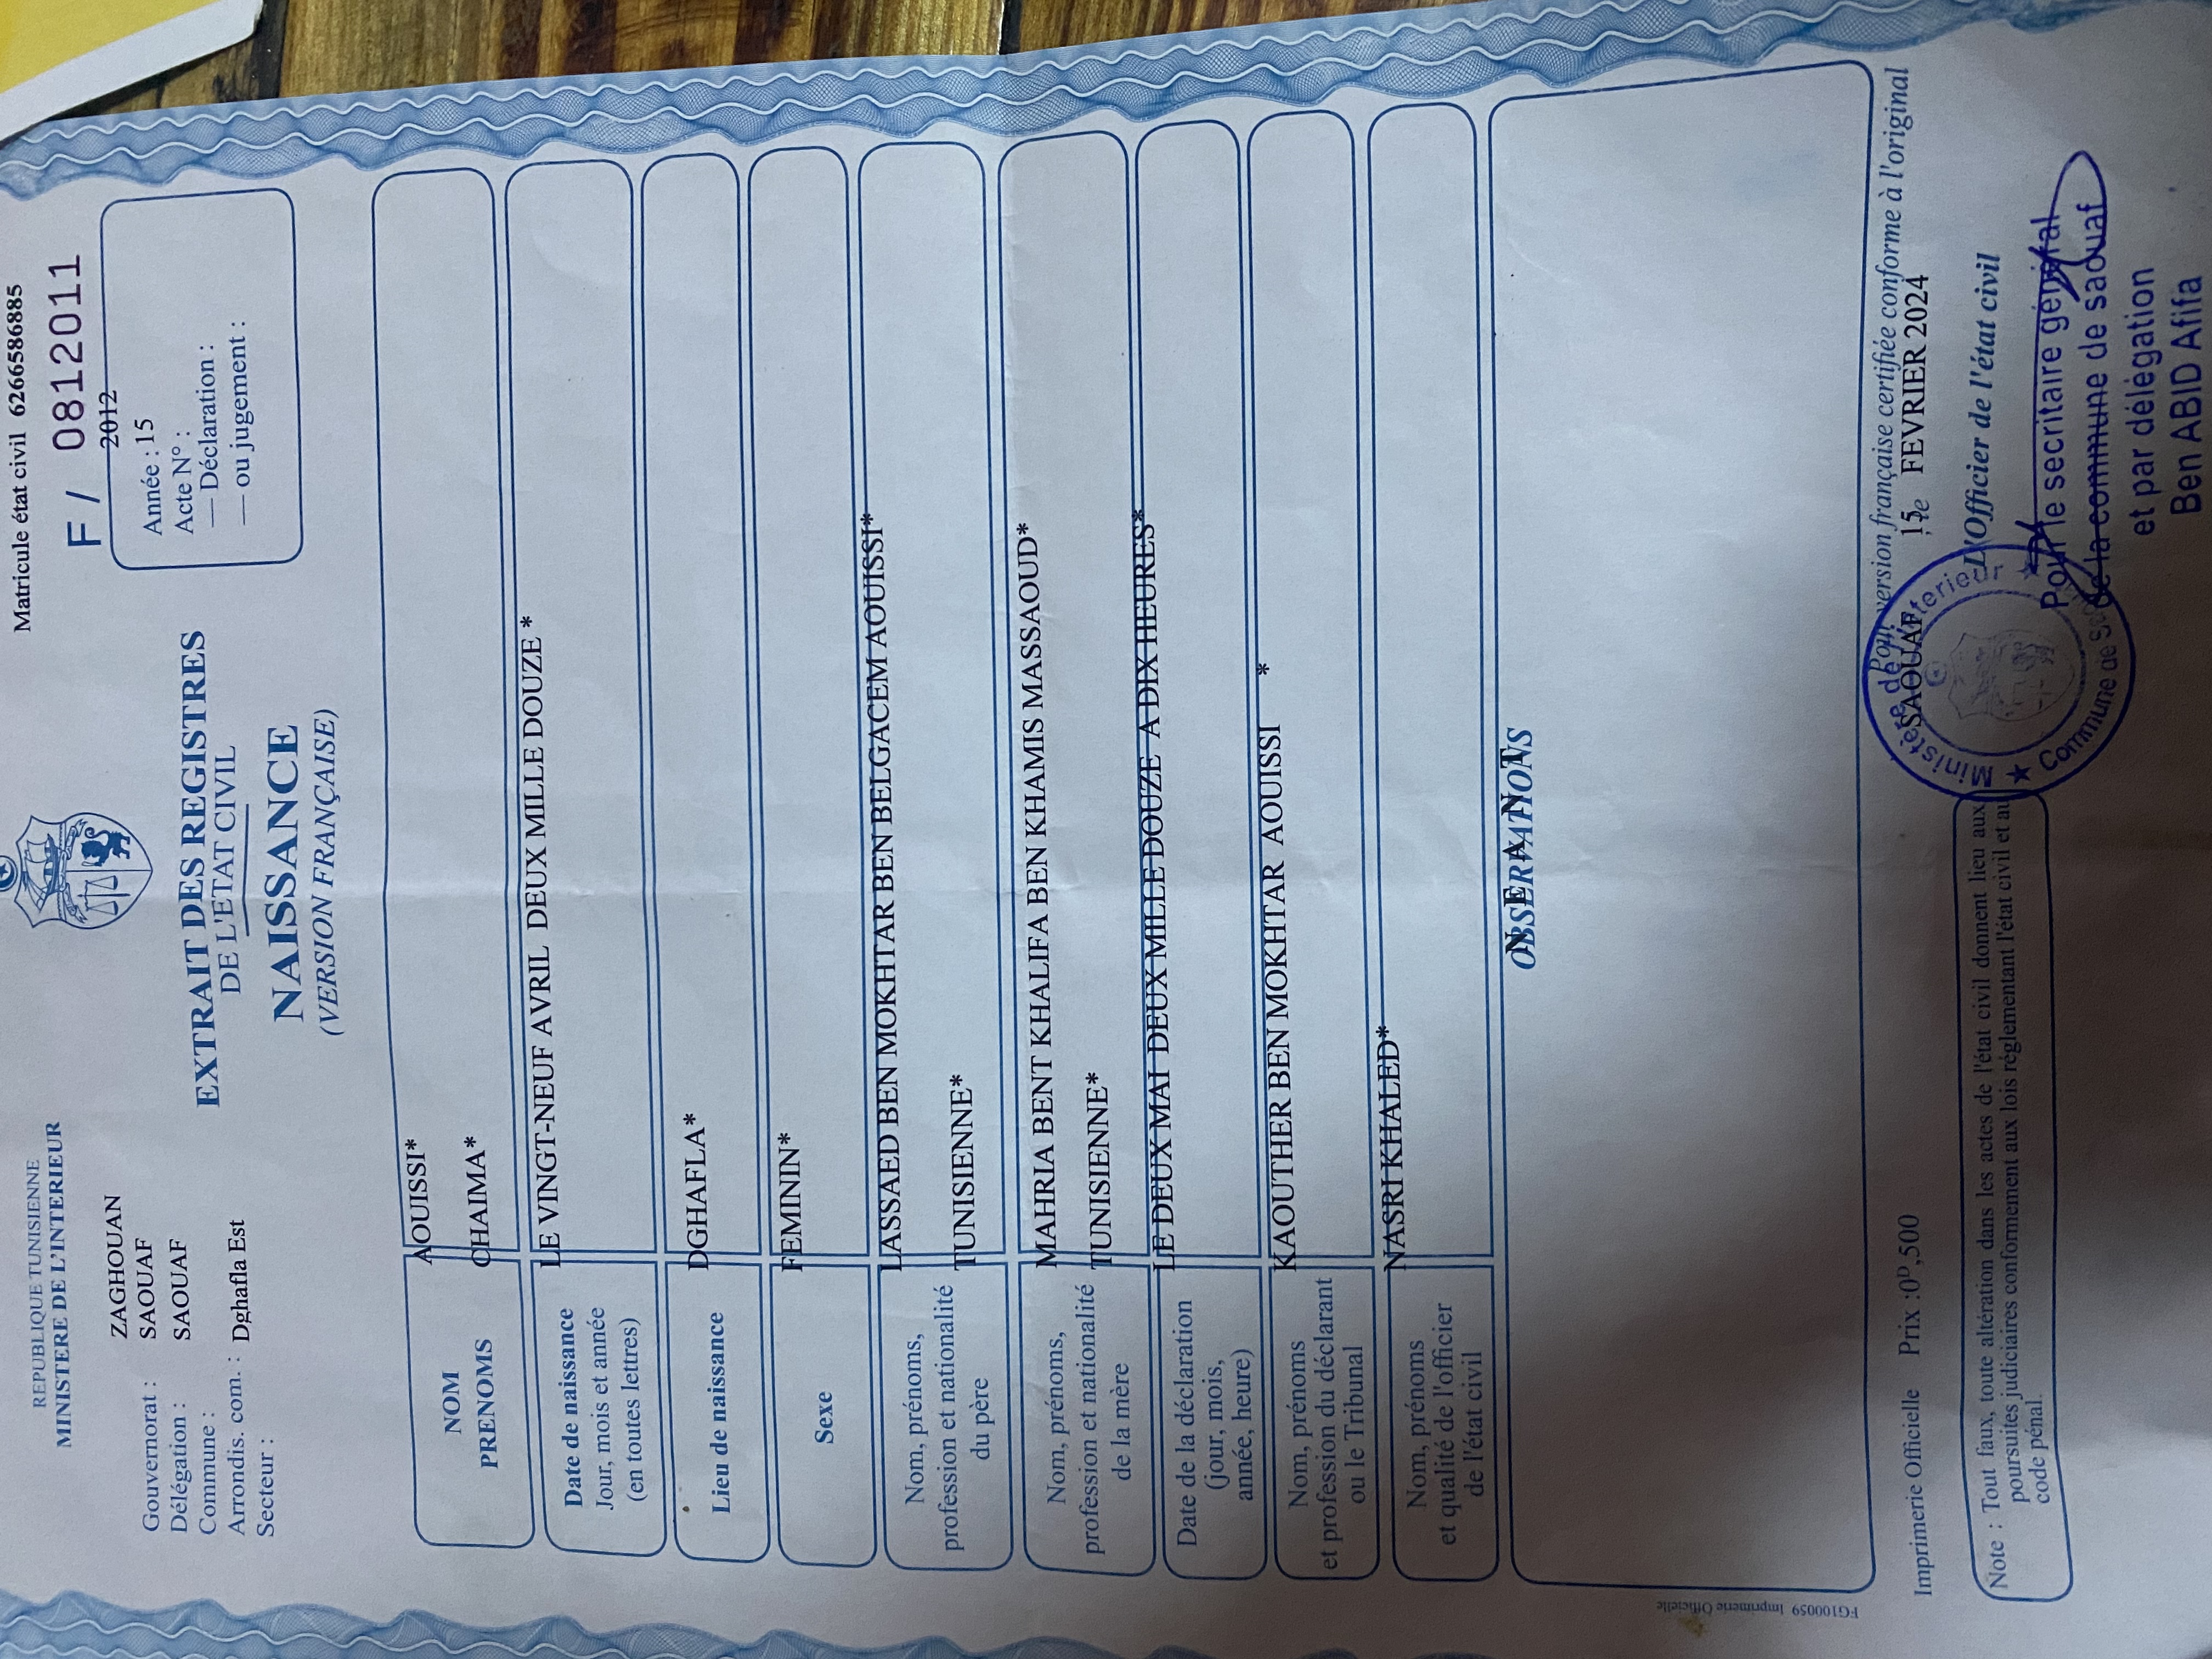 REPUBLIQUE TUNISIENNE
MINISTERE DE L'INTERIEUR
Matricule état civil 6266586885
F / 0812011
Gouvernorat : ZAGHOUAN
Délégation : SAOUAF
Commune : SAOUAF
Arrondis. com. : Dghafla Est
Secteur :
2012
Année : 15
Acte N° :
— Déclaration :
— ou jugement :
EXTRAIT DES REGISTRES
DE L'ETAT CIVIL
NAISSANCE
(VERSION FRANÇAISE)
NOM AOUISSI*
PRENOMS CHAIMA*
Date de naissance
Jour, mois et année
(en toutes lettres)
LE VINGT-NEUF AVRIL DEUX MILLE DOUZE *
Lieu de naissance DGHAFLA*
Sexe FEMININ*
Nom, prénoms,
profession et nationalité
du père
LASSAED BEN MOKHTAR BEN BELGACEM AOUISSI*
TUNISIENNE*
Nom, prénoms,
profession et nationalité
de la mère
MAHRIA BENT KHALIFA BEN KHAMIS MASSAOUD*
TUNISIENNE*
Date de la déclaration
(jour, mois,
année, heure)
LE DEUX MAI DEUX MILLE DOUZE A DIX HEURES*
Nom, prénoms
et profession du déclarant
ou le Tribunal
KAOUTHER BEN MOKHTAR AOUISSI *
Nom, prénoms
et qualité de l'officier
de l'état civil
NASRI KHALED*
OBSERVATIONS
NEANT
FG100059 Imprimerie Officielle
Imprimerie Officielle Prix : 0D,500
Pour version française certifiée conforme à l'original
SAOUAF le 15 FEVRIER 2024
L'Officier de l'état civil
Ministère de l'Interieur
Commune de
Pour le secritaire général
de la commune de saouaf
et par délégation
Ben ABID Afifa
Note : Tout faux, toute altération dans les actes de l'état civil donnent lieu aux
poursuites judiciaires conformement aux lois réglementant l'état civil et au
code pénal.